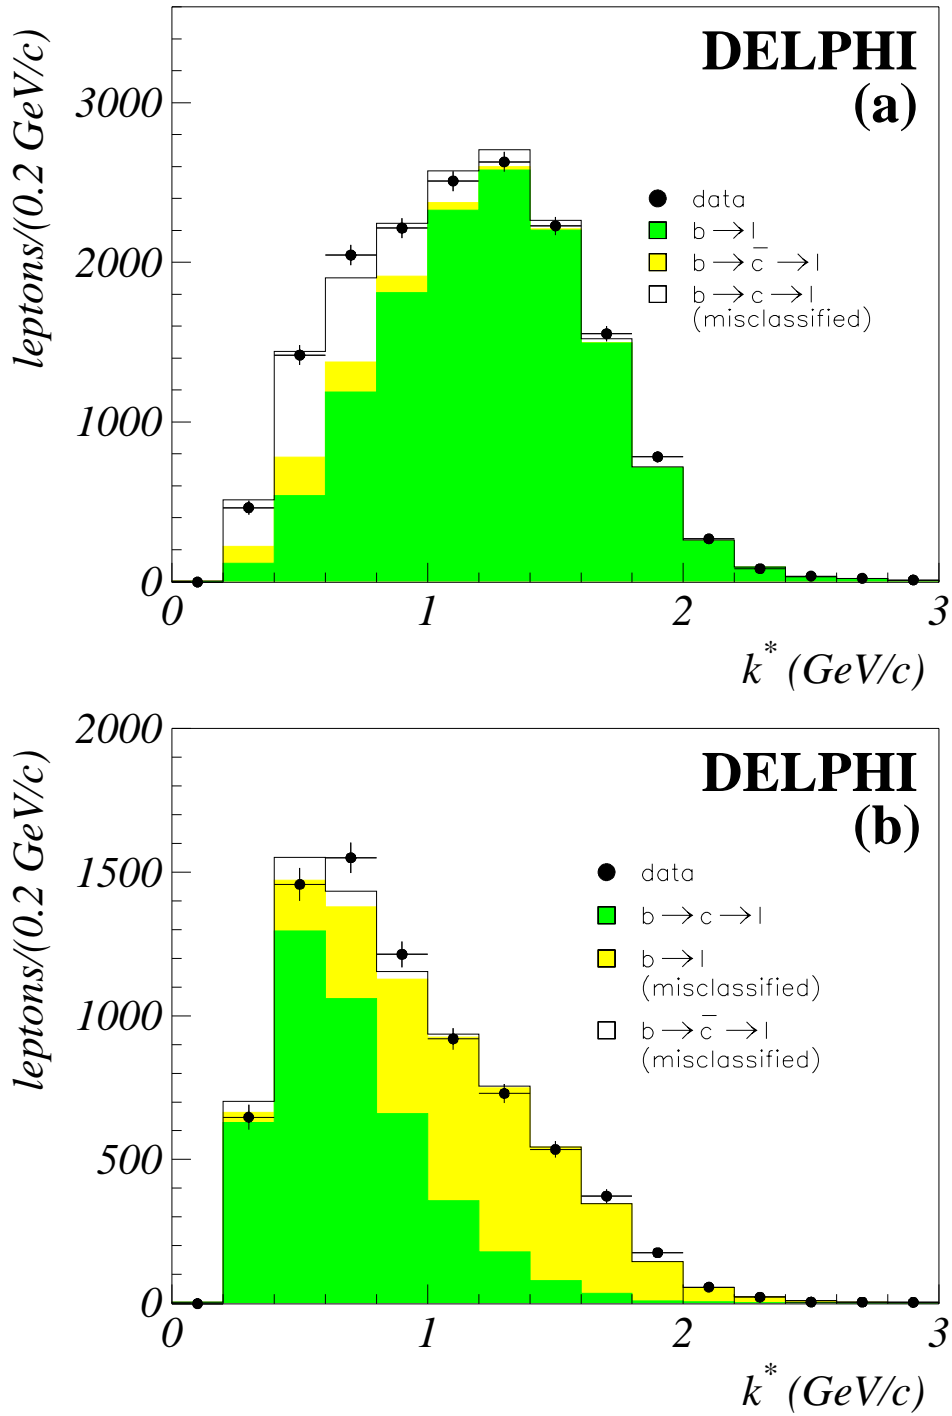 leptons/(0.2 GeV/c)
DELPHI
(a)
3000
2000
1000
0
data
b→l
b→c̄→l
b→c→l
(misclassified)
0 1 2 3
k* (GeV/c)
leptons/(0.2 GeV/c)
DELPHI
(b)
2000
1500
1000
500
0
data
b→c→l
b→l
(misclassified)
b→c̄→l
(misclassified)
0 1 2 3
k* (GeV/c)